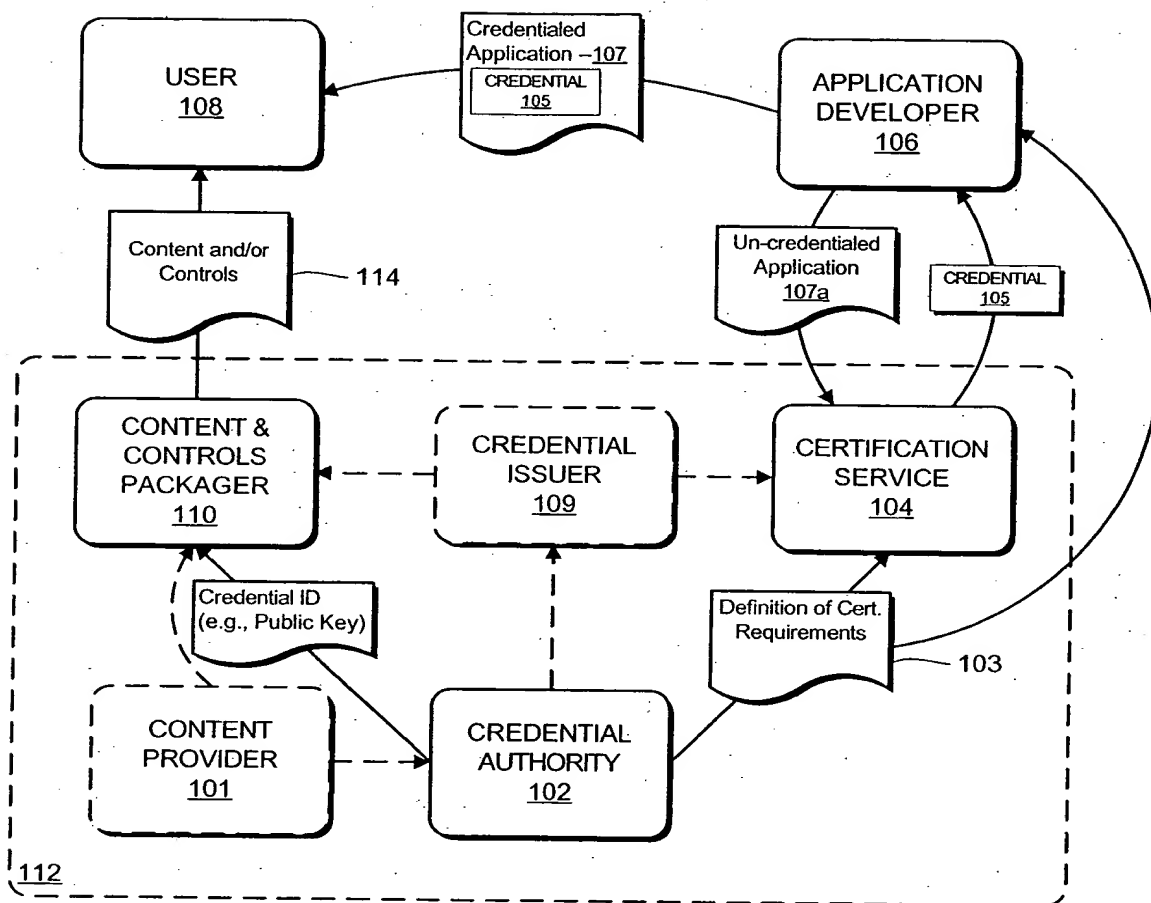 USER
108
Credentialed
Application –107
CREDENTIAL
105
APPLICATION
DEVELOPER
106
Content and/or
Controls
114
Un-credentialed
Application
107a
CREDENTIAL
105
CONTENT &
CONTROLS
PACKAGER
110
CREDENTIAL
ISSUER
109
CERTIFICATION
SERVICE
104
Credential ID
(e.g., Public Key)
Definition of Cert.
Requirements
103
CONTENT
PROVIDER
101
CREDENTIAL
AUTHORITY
102
112